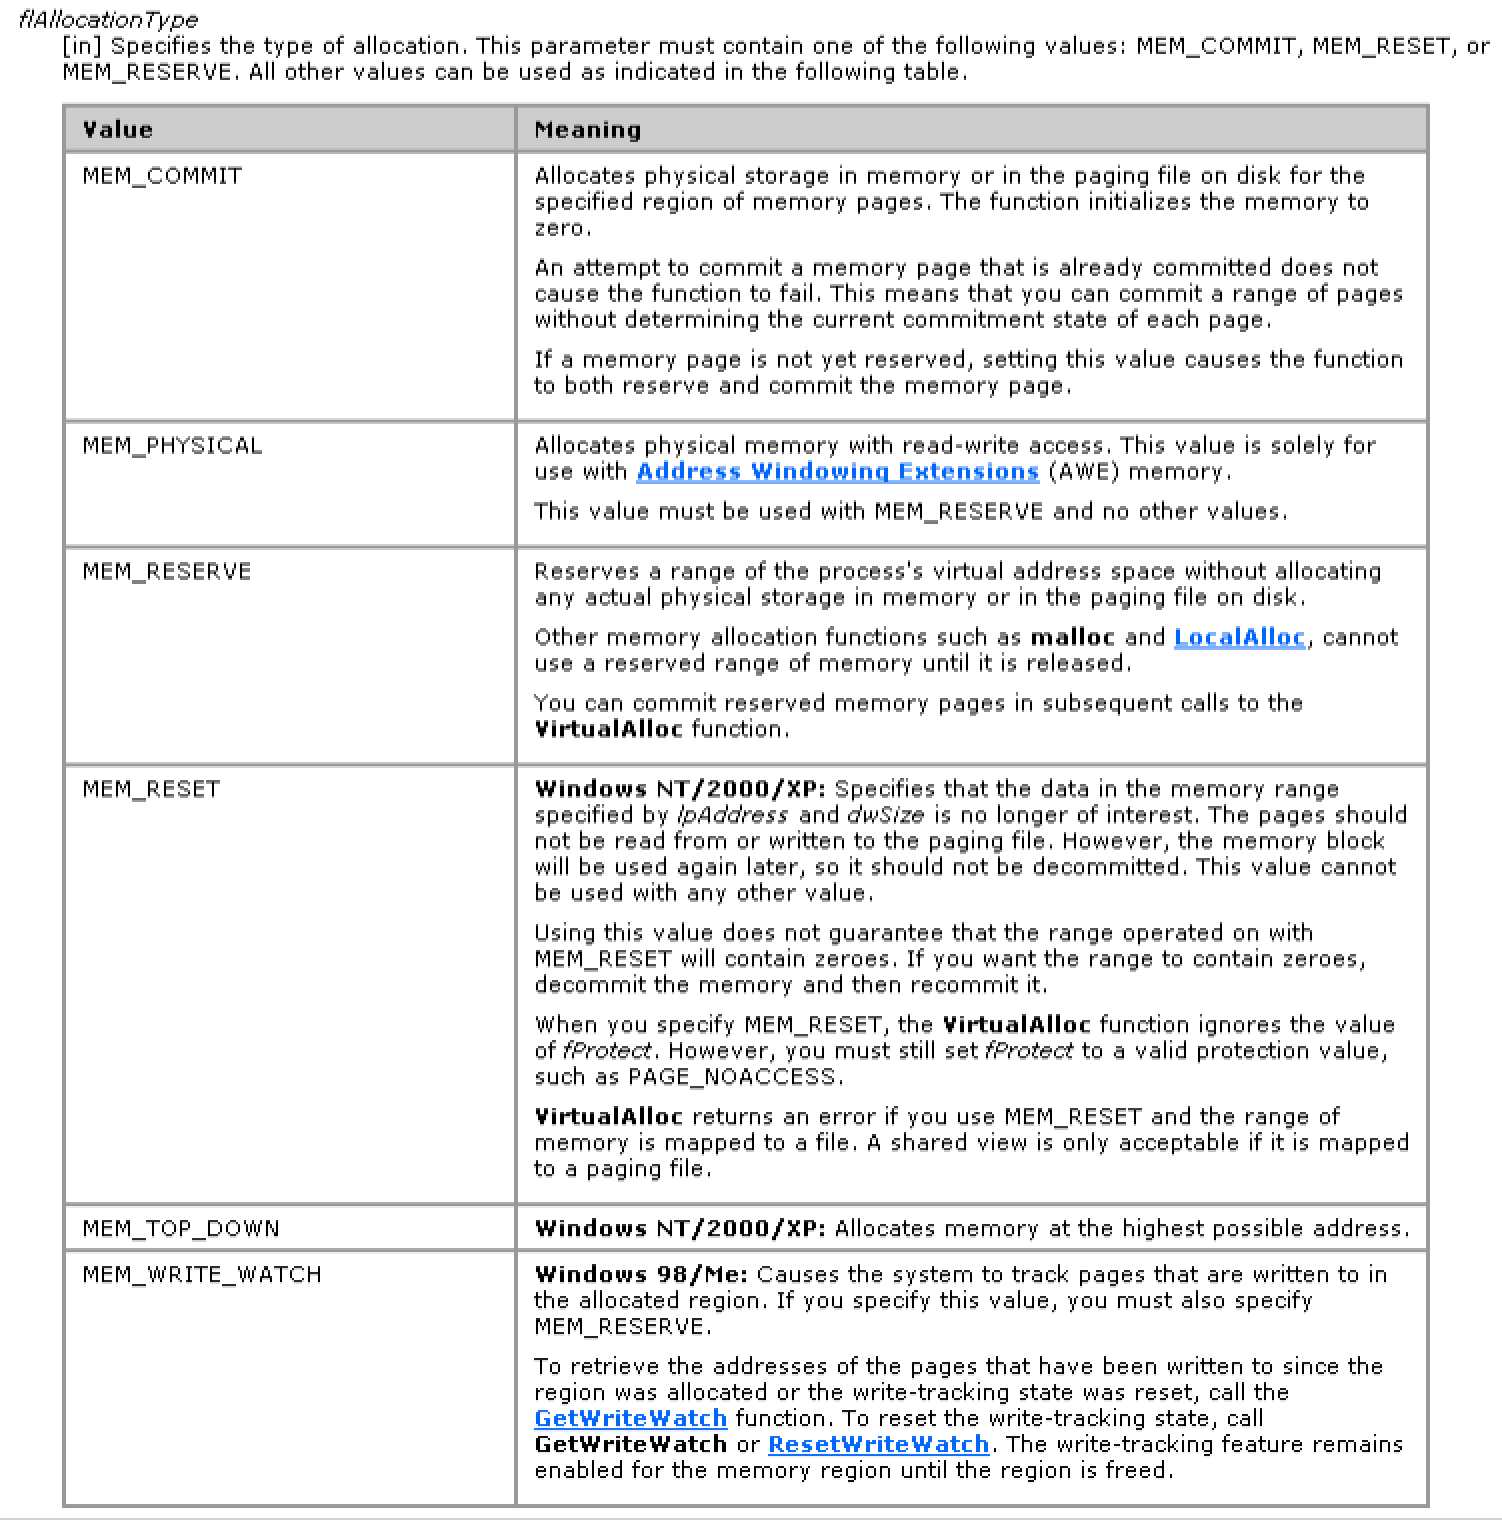 flAllocationType
[in] Specifies the type of allocation. This parameter must contain one of the following values: MEM_COMMIT, MEM_RESET, or
MEM_RESERVE. All other values can be used as indicated in the following table.
Value
Meaning
MEM_COMMIT
Allocates physical storage in memory or in the paging file on disk for the
specified region of memory pages. The function initializes the memory to
zero.
An attempt to commit a memory page that is already committed does not
cause the function to fail. This means that you can commit a range of pages
without determining the current commitment state of each page.
If a memory page is not yet reserved, setting this value causes the function
to both reserve and commit the memory page.
MEM_PHYSICAL
Allocates physical memory with read-write access. This value is solely for
use with Address Windowing Extensions (AWE) memory.
This value must be used with MEM_RESERVE and no other values.
MEM_RESERVE
Reserves a range of the process's virtual address space without allocating
any actual physical storage in memory or in the paging file on disk.
Other memory allocation functions such as malloc and LocalAlloc, cannot
use a reserved range of memory until it is released.
You can commit reserved memory pages in subsequent calls to the
VirtualAlloc function.
MEM_RESET
Windows NT/2000/XP: Specifies that the data in the memory range
specified by lpAddress and dwSize is no longer of interest. The pages should
not be read from or written to the paging file. However, the memory block
will be used again later, so it should not be decommitted. This value cannot
be used with any other value.
Using this value does not guarantee that the range operated on with
MEM_RESET will contain zeroes. If you want the range to contain zeroes,
decommit the memory and then recommit it.
When you specify MEM_RESET, the VirtualAlloc function ignores the value
of fProtect. However, you must still set fProtect to a valid protection value,
such as PAGE_NOACCESS.
VirtualAlloc returns an error if you use MEM_RESET and the range of
memory is mapped to a file. A shared view is only acceptable if it is mapped
to a paging file.
MEM_TOP_DOWN
Windows NT/2000/XP: Allocates memory at the highest possible address.
MEM_WRITE_WATCH
Windows 98/Me: Causes the system to track pages that are written to in
the allocated region. If you specify this value, you must also specify
MEM_RESERVE.
To retrieve the addresses of the pages that have been written to since the
region was allocated or the write-tracking state was reset, call the
GetWriteWatch function. To reset the write-tracking state, call
GetWriteWatch or ResetWriteWatch. The write-tracking feature remains
enabled for the memory region until the region is freed.